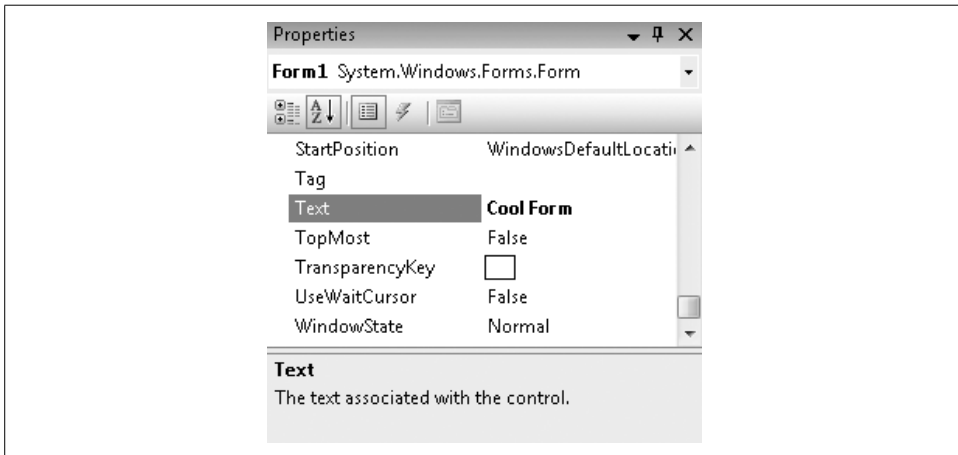 Properties
Form1 System.Windows.Forms.Form
StartPosition WindowsDefaultLocati
Tag
Text Cool Form
TopMost False
TransparencyKey
UseWaitCursor False
WindowState Normal
Text
The text associated with the control.